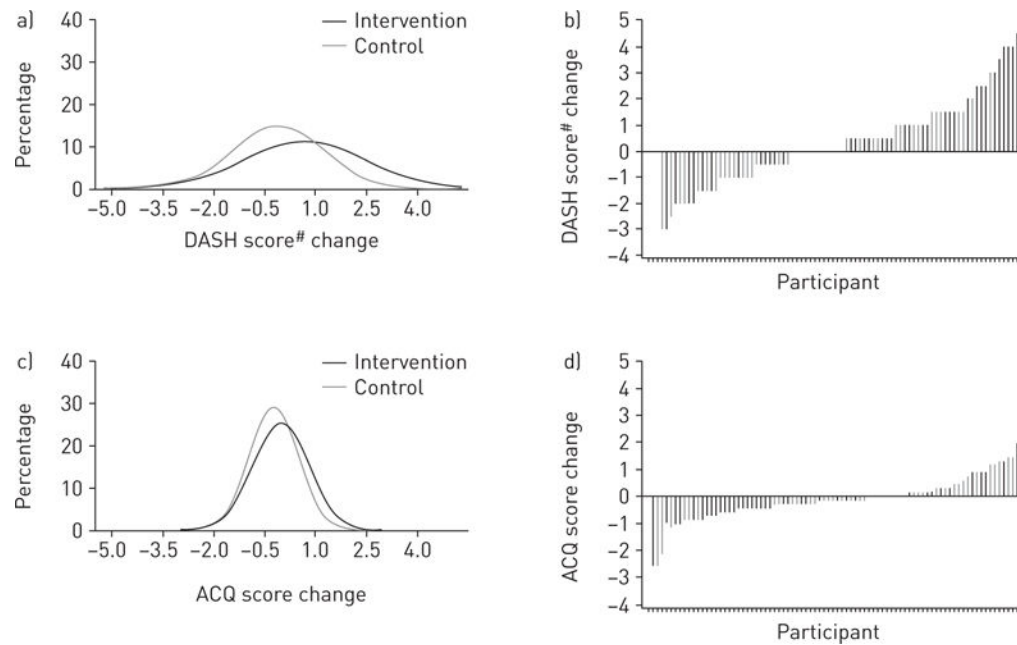 a)
40
30
20
10
0
Percentage
Intervention
Control
−5.0 −3.5 −2.0 −0.5 1.0 2.5 4.0
DASH score# change
b)
5
4
3
2
1
0
−1
−2
−3
−4
DASH score# change
Participant
c)
40
30
20
10
0
Percentage
Intervention
Control
−5.0 −3.5 −2.0 −0.5 1.0 2.5 4.0
ACQ score change
d)
5
4
3
2
1
0
−1
−2
−3
−4
ACQ score change
Participant